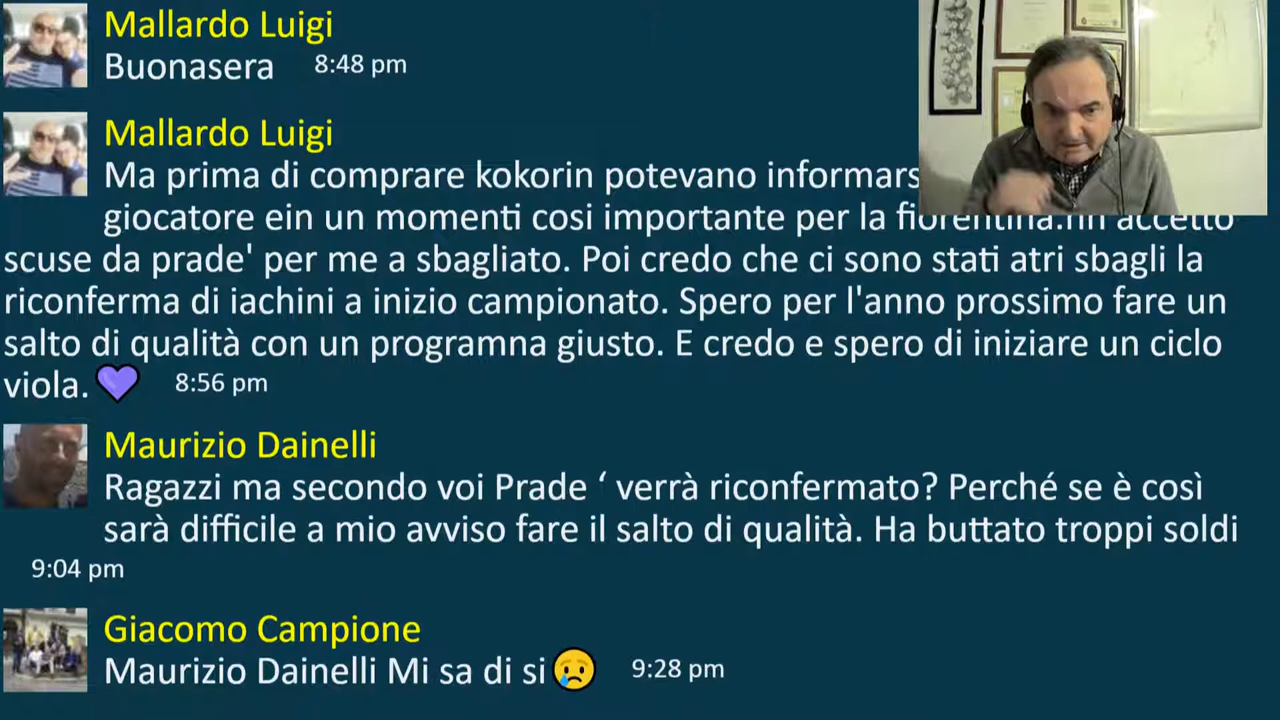 Mallardo Luigi
Buonasera 8:48 pm
Mallardo Luigi
Ma prima di comprare kokorin potevano informars
giocatore ein un momenti cosi importante per la fiorentina.nn accetto
scuse da prade' per me a sbagliato. Poi credo che ci sono stati atri sbagli la
riconferma di iachini a inizio campionato. Spero per l'anno prossimo fare un
salto di qualità con un programna giusto. E credo e spero di iniziare un ciclo
viola. 💜 8:56 pm
Maurizio Dainelli
Ragazzi ma secondo voi Prade ‘ verrà riconfermato? Perché se è così
sarà difficile a mio avviso fare il salto di qualità. Ha buttato troppi soldi
9:04 pm
Giacomo Campione
Maurizio Dainelli Mi sa di si 😢 9:28 pm